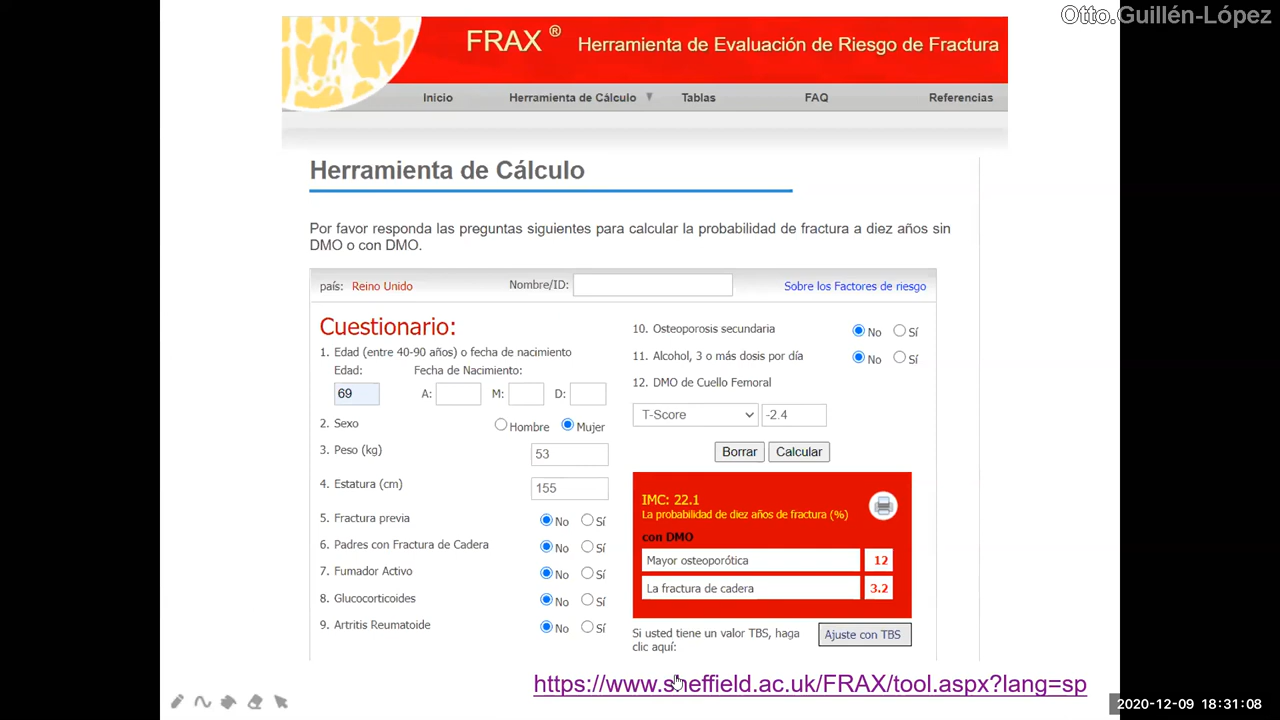 Otto.Guillén-López
FRAX ® Herramienta de Evaluación de Riesgo de Fractura
Inicio Herramienta de Cálculo ▼ Tablas FAQ Referencias
Herramienta de Cálculo
Por favor responda las preguntas siguientes para calcular la probabilidad de fractura a diez años sin
DMO o con DMO.
país: Reino Unido Nombre/ID: Sobre los Factores de riesgo
Cuestionario:
1. Edad (entre 40-90 años) o fecha de nacimiento
Edad: Fecha de Nacimiento:
69 A: M: D:
2. Sexo Hombre Mujer
3. Peso (kg) 53
4. Estatura (cm) 155
5. Fractura previa No Sí
6. Padres con Fractura de Cadera No Sí
7. Fumador Activo No Sí
8. Glucocorticoides No Sí
9. Artritis Reumatoide No Sí
10. Osteoporosis secundaria No Sí
11. Alcohol, 3 o más dosis por día No Sí
12. DMO de Cuello Femoral
T-Score -2.4
Borrar Calcular
IMC: 22.1
La probabilidad de diez años de fractura (%)
con DMO
Mayor osteoporótica 12
La fractura de cadera 3.2
Si usted tiene un valor TBS, haga
clic aquí: Ajuste con TBS
https://www.sheffield.ac.uk/FRAX/tool.aspx?lang=sp
2020-12-09 18:31:08